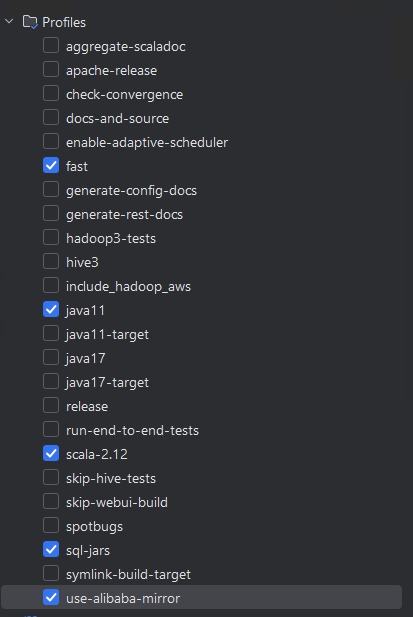 Profiles
aggregate-scaladoc
apache-release
check-convergence
docs-and-source
enable-adaptive-scheduler
fast
generate-config-docs
generate-rest-docs
hadoop3-tests
hive3
include_hadoop_aws
java11
java11-target
java17
java17-target
release
run-end-to-end-tests
scala-2.12
skip-hive-tests
skip-webui-build
spotbugs
sql-jars
symlink-build-target
use-alibaba-mirror